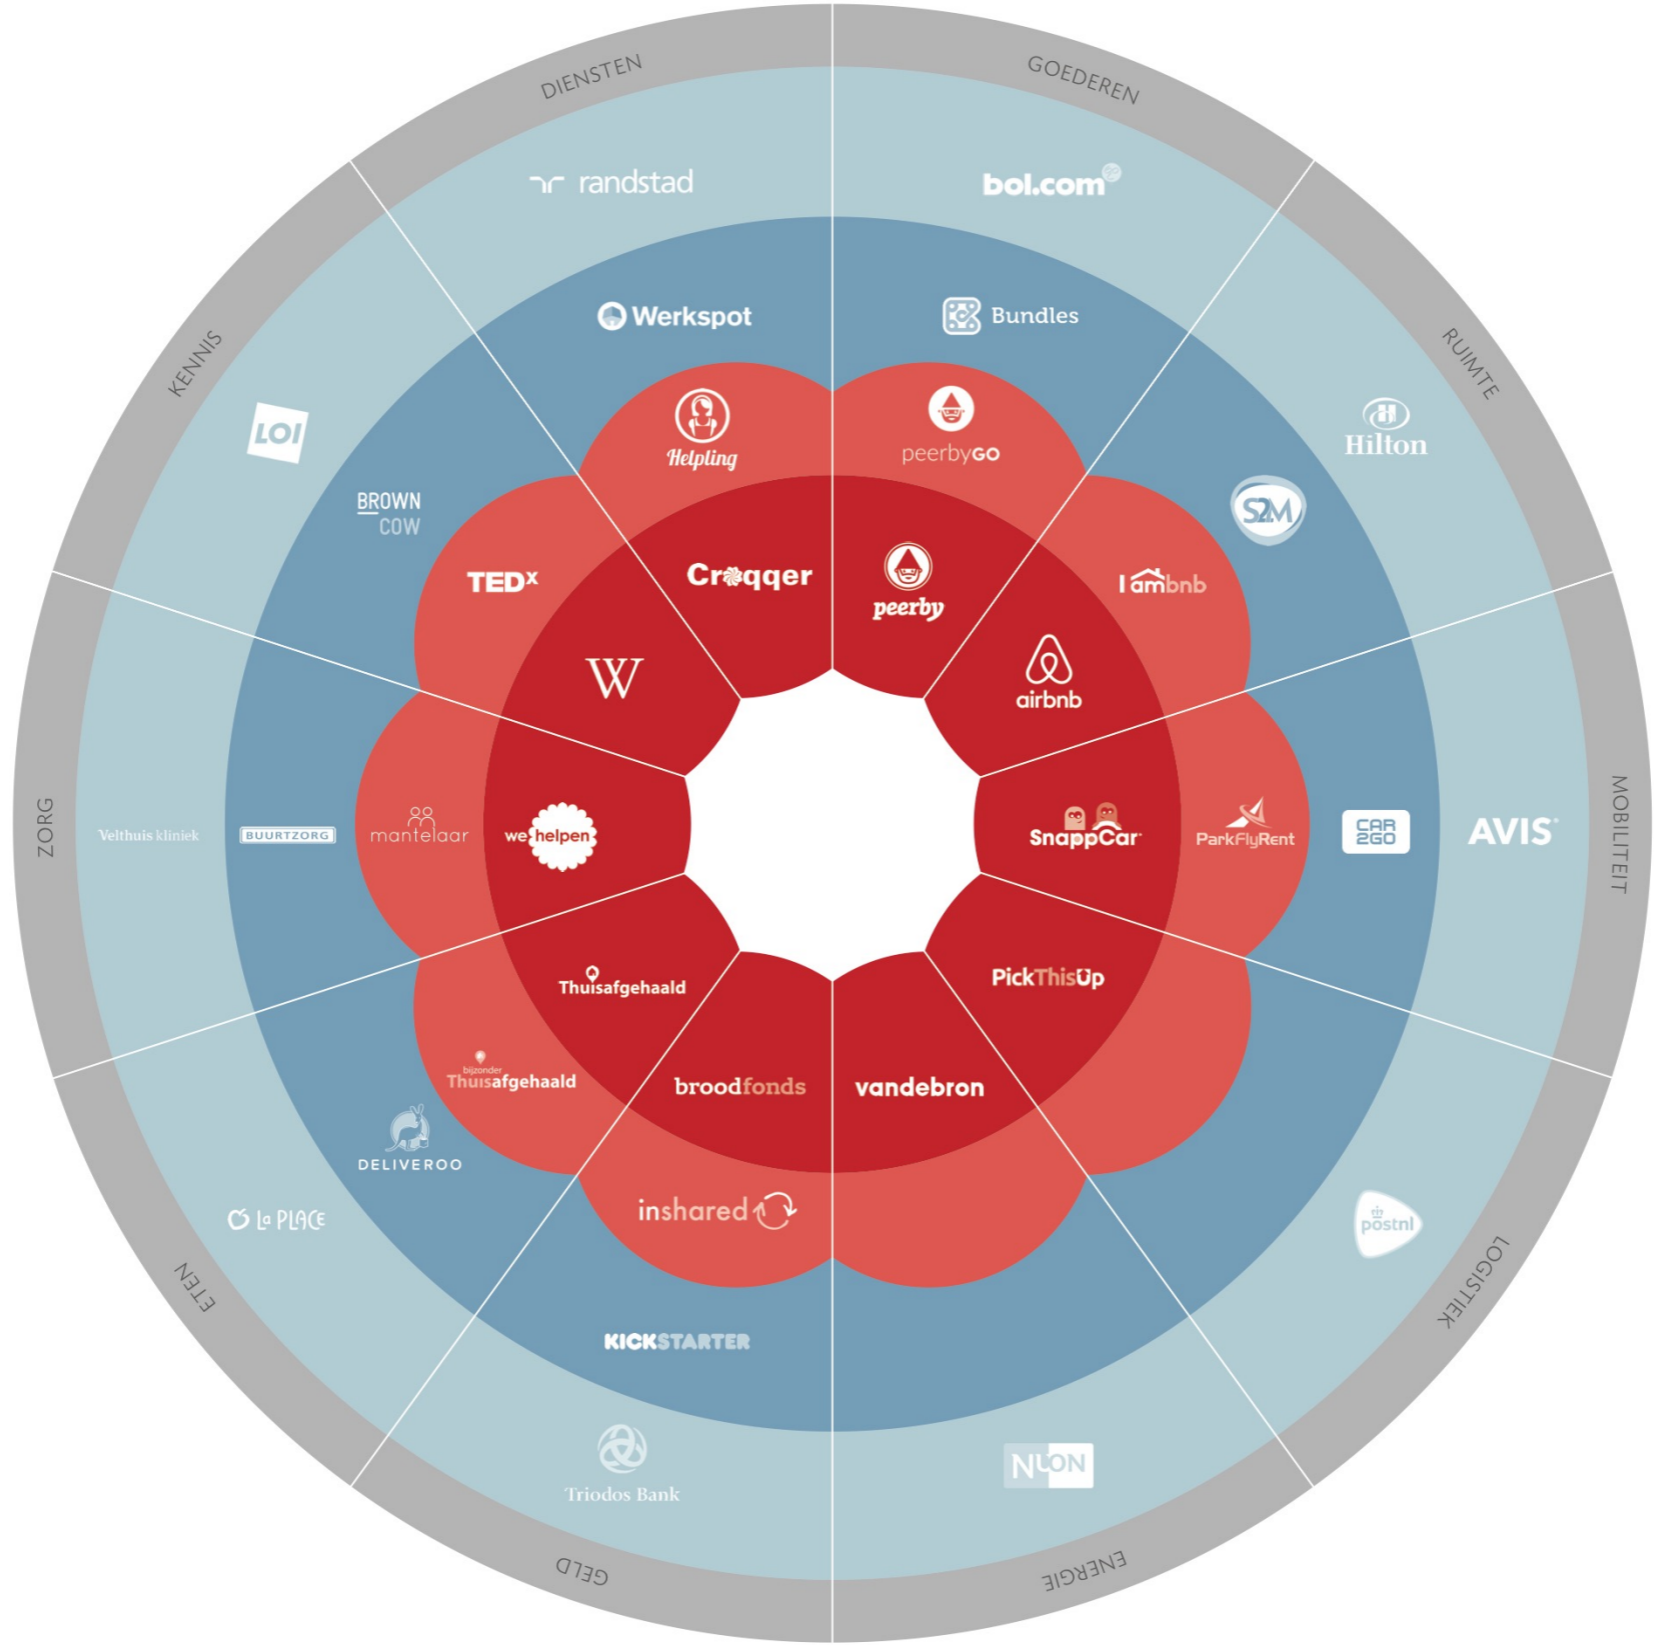 DIENSTEN
GOEDEREN
RUIMTE
MOBILITEIT
LOGISTIEK
ENERGIE
GELD
ETEN
ZORG
KENNIS
randstad
bol.com
Hilton
AVIS
postnl
NUON
Triodos Bank
La PLACE
Velthuis kliniek
LOI
Werkspot
Bundles
S2M
CAR
2GO
KICKSTARTER
DELIVEROO
BUURTZORG
BROWN
COW
Helpling
peerbyGO
I ambnb
ParkFlyRent
inshared
bijzonder
Thuisafgehaald
mantelaar
TEDx
Croqqer
peerby
airbnb
SnappCar
PickThisUp
vandebron
broodfonds
Thuisafgehaald
we helpen
W